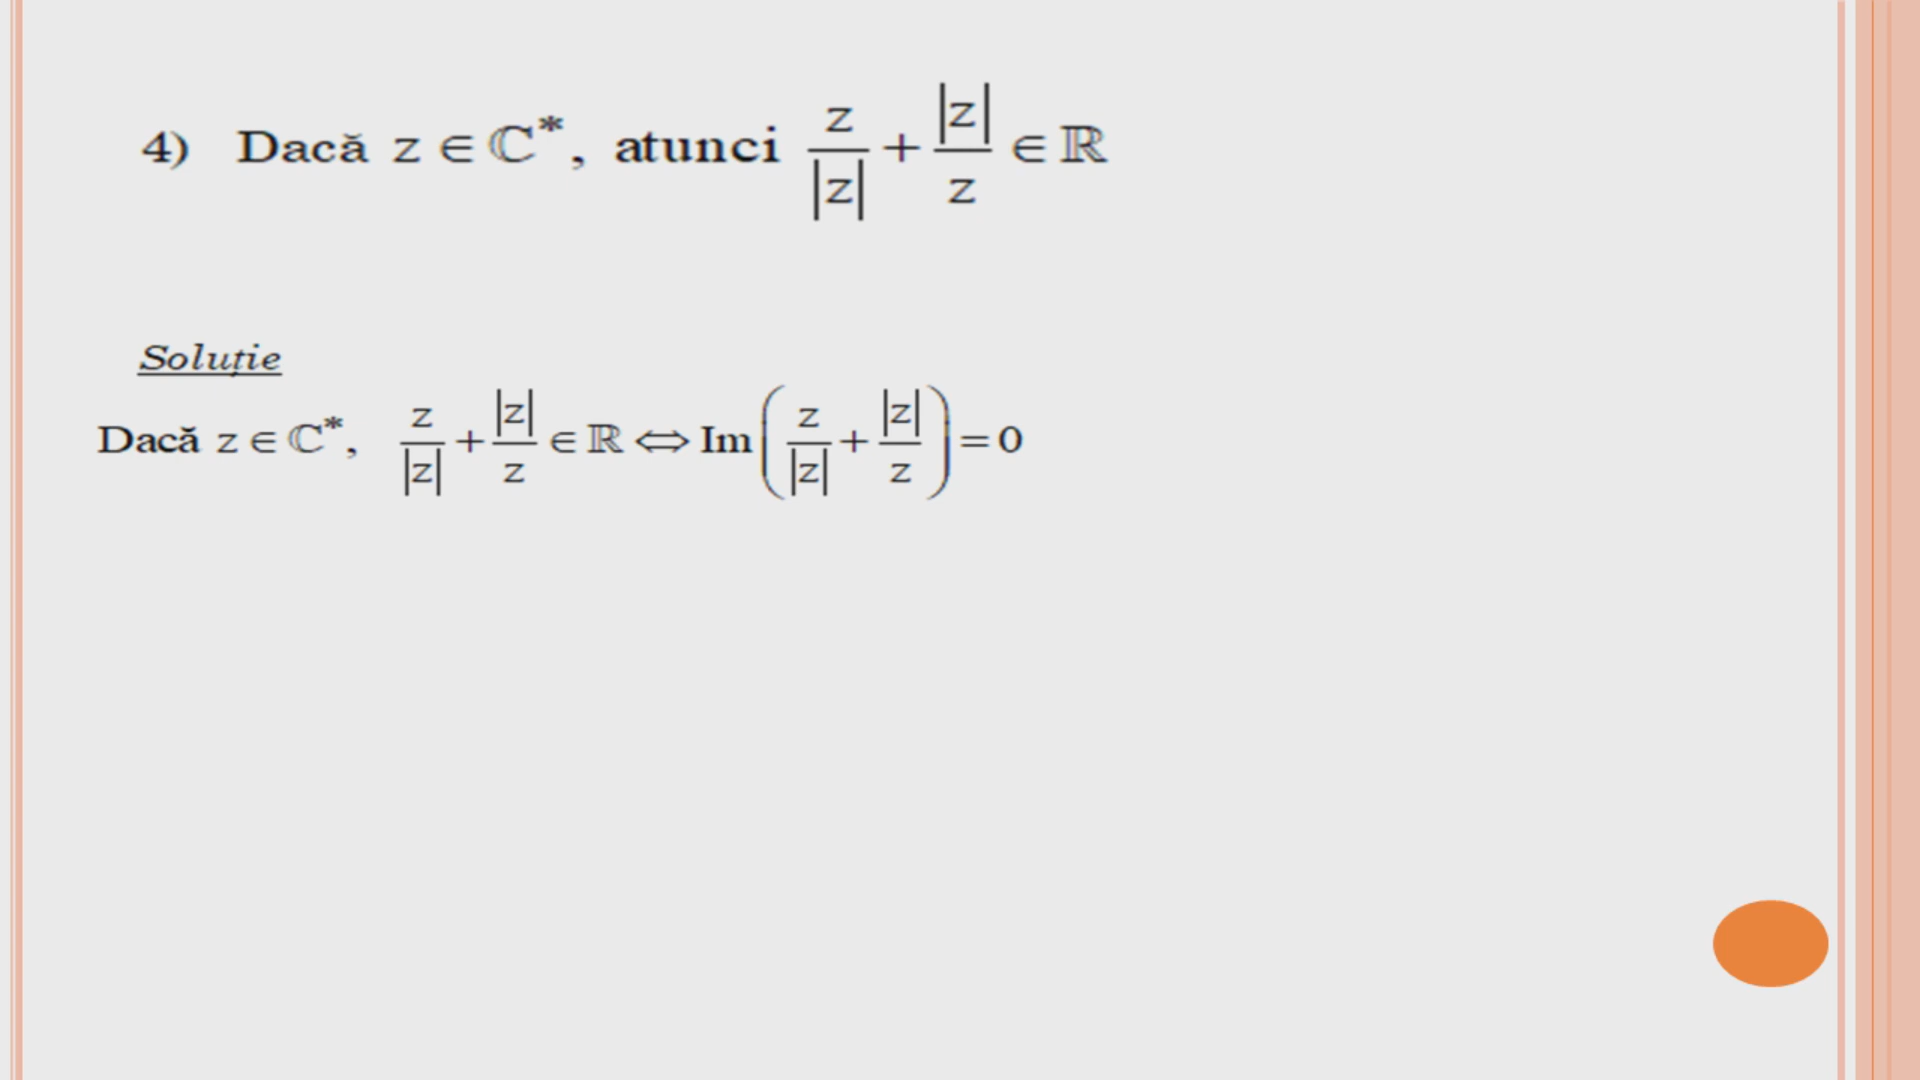 4) Dacă z ∈ ℂ*, atunci z/|z| + |z|/z ∈ ℝ
Soluție
Dacă z ∈ ℂ*, z/|z| + |z|/z ∈ ℝ ⇔ Im(z/|z| + |z|/z) = 0